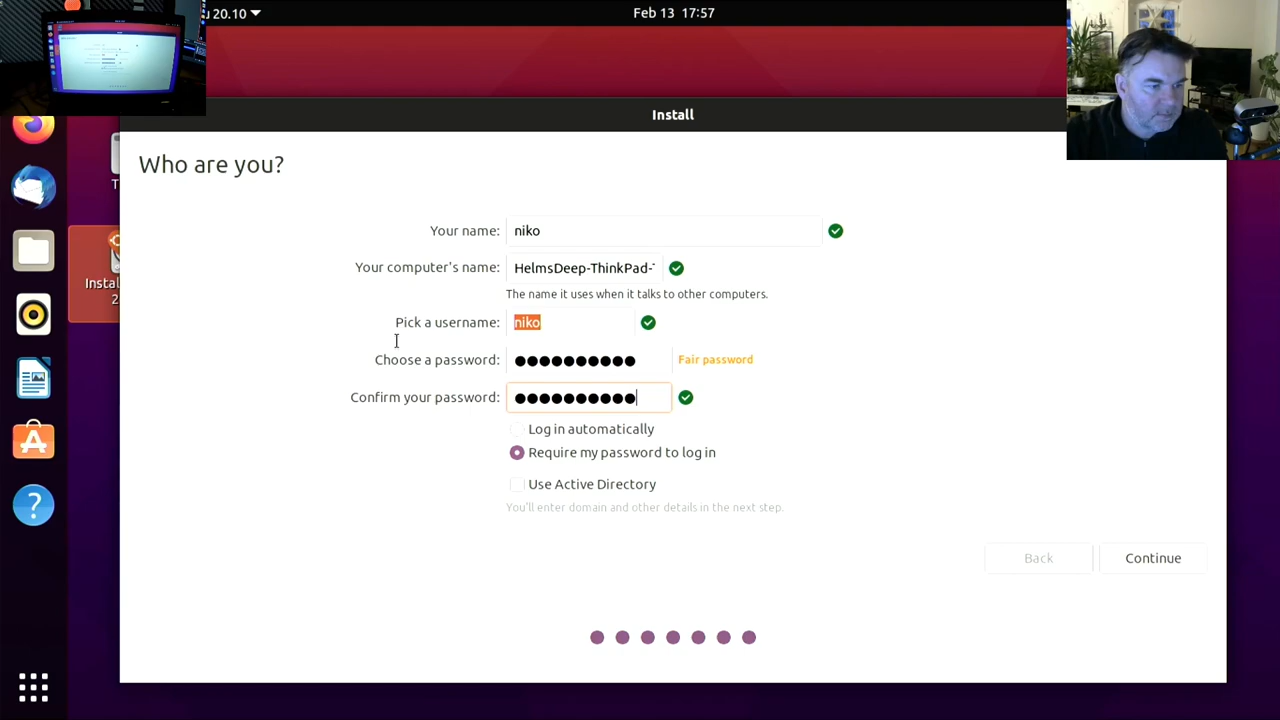 20.10
Feb 13 17:57
Install
Who are you?
Your name:
niko
Your computer's name:
HelmsDeep-ThinkPad-
The name it uses when it talks to other computers.
Pick a username:
niko
Choose a password:
Fair password
Confirm your password:
Log in automatically
Require my password to log in
Use Active Directory
You'll enter domain and other details in the next step.
Install
2
T
Back
Continue